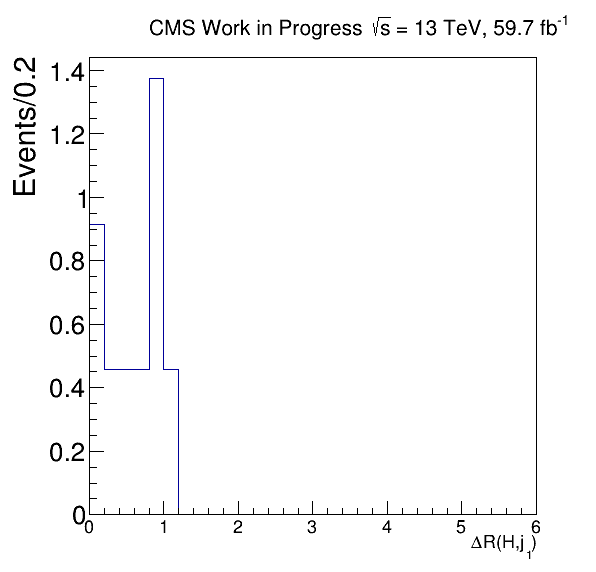 CMS Work in Progress √s = 13 TeV, 59.7 fb⁻¹
Events/0.2
1.4
1.2
1
0.8
0.6
0.4
0.2
0
0 1 2 3 4 5 6
ΔR(H,j₁)